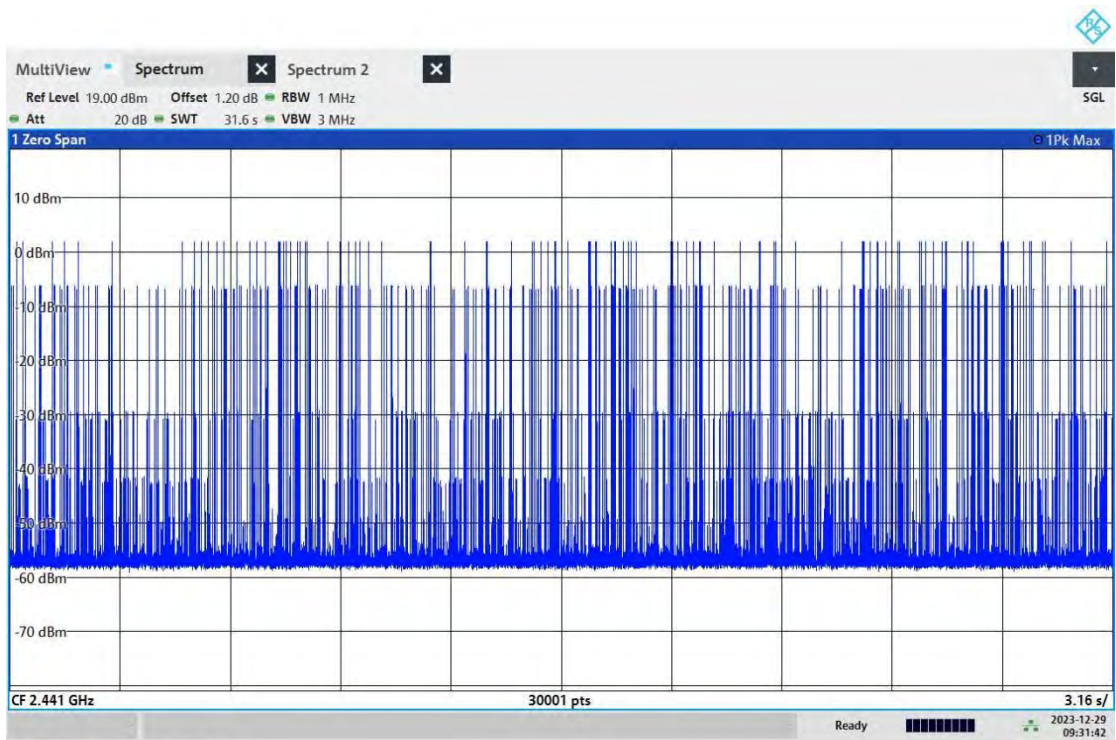 R&S
MultiView Spectrum Spectrum 2
Ref Level 19.00 dBm Offset 1.20 dB RBW 1 MHz SGL
Att 20 dB SWT 31.6 s VBW 3 MHz
1 Zero Span 1Pk Max
10 dBm
0 dBm
-10 dBm
-20 dBm
-30 dBm
-40 dBm
-50 dBm
-60 dBm
-70 dBm
CF 2.441 GHz 30001 pts 3.16 s/
Ready 2023-12-29
09:31:42